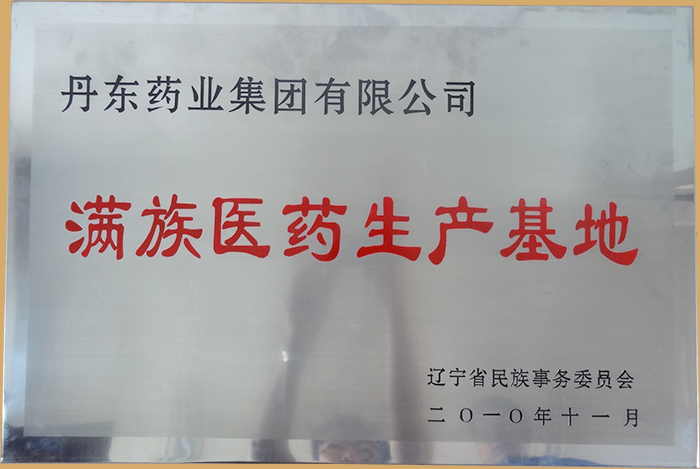 丹东药业集团有限公司
满族医药生产基地
辽宁省民族事务委员会
二〇一〇年十一月